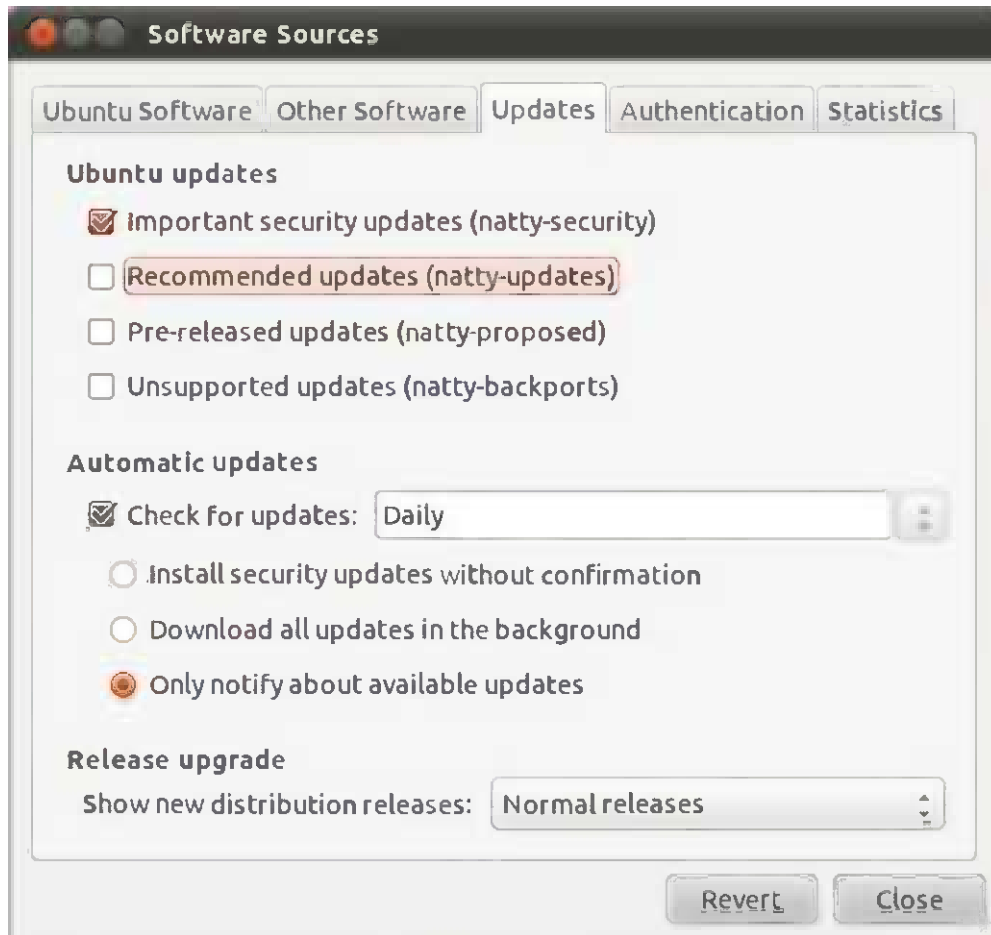 Software Sources
Ubuntu Software Other Software Updates Authentication Statistics
Ubuntu updates
Important security updates (natty-security)
Recommended updates (natty-updates)
Pre-released updates (natty-proposed)
Unsupported updates (natty-backports)
Automatic updates
Check for updates: Daily
Install security updates without confirmation
Download all updates in the background
Only notify about available updates
Release upgrade
Show new distribution releases: Normal releases
Revert Close